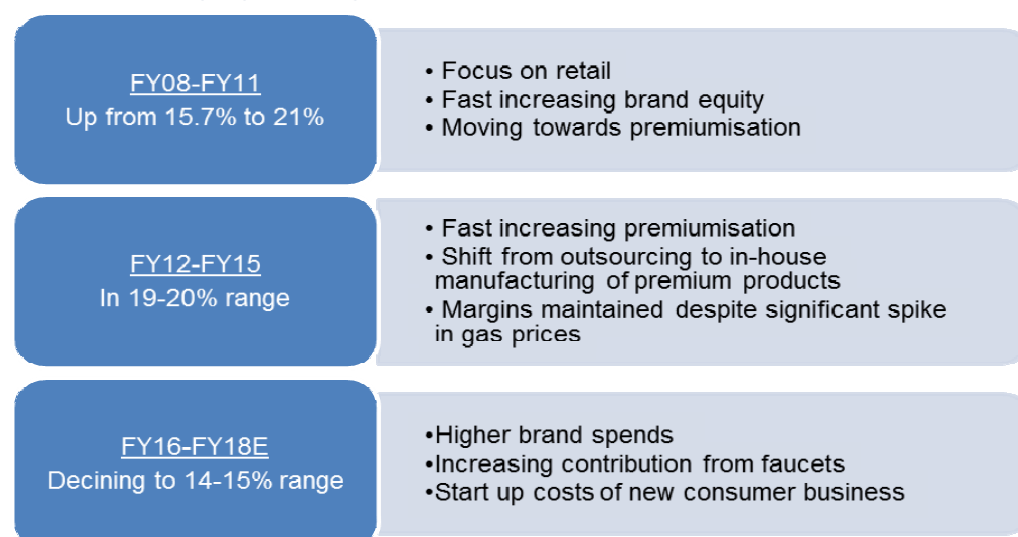 FY08-FY11
Up from 15.7% to 21%
• Focus on retail
• Fast increasing brand equity
• Moving towards premiumisation
FY12-FY15
In 19-20% range
• Fast increasing premiumisation
• Shift from outsourcing to in-house
manufacturing of premium products
• Margins maintained despite significant spike
in gas prices
FY16-FY18E
Decining to 14-15% range
•Higher brand spends
•Increasing contribution from faucets
•Start up costs of new consumer business